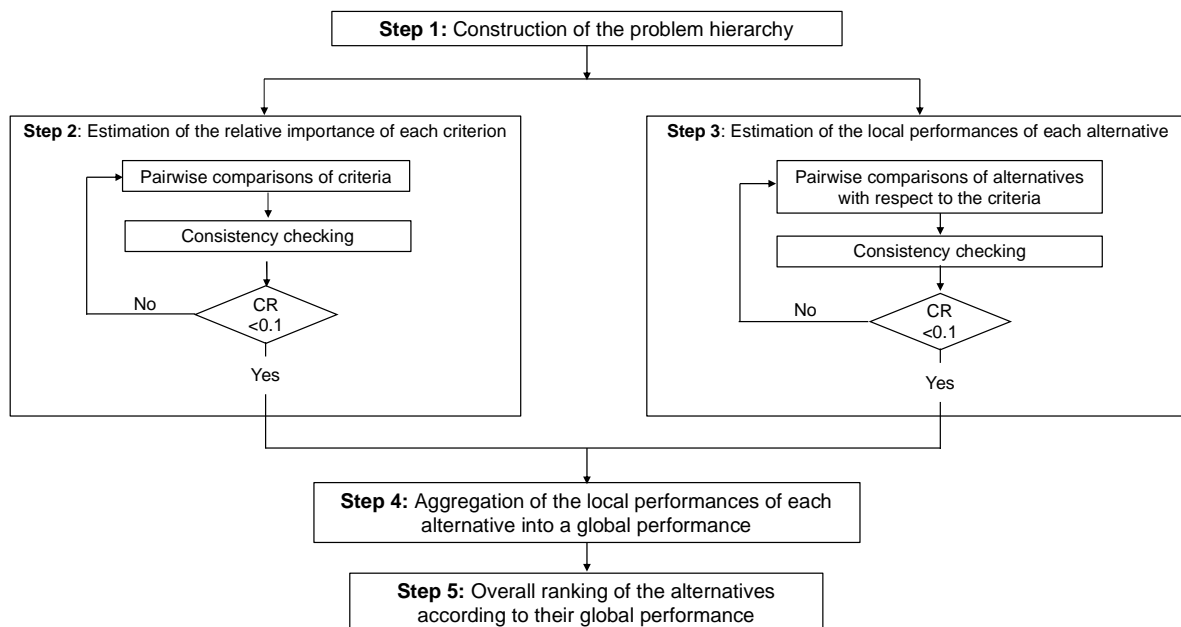 Step 1: Construction of the problem hierarchy
Step 2: Estimation of the relative importance of each criterion
Pairwise comparisons of criteria
Consistency checking
No
CR
<0.1
Yes
Step 3: Estimation of the local performances of each alternative
Pairwise comparisons of alternatives
with respect to the criteria
Consistency checking
No
CR
<0.1
Yes
Step 4: Aggregation of the local performances of each
alternative into a global performance
Step 5: Overall ranking of the alternatives
according to their global performance